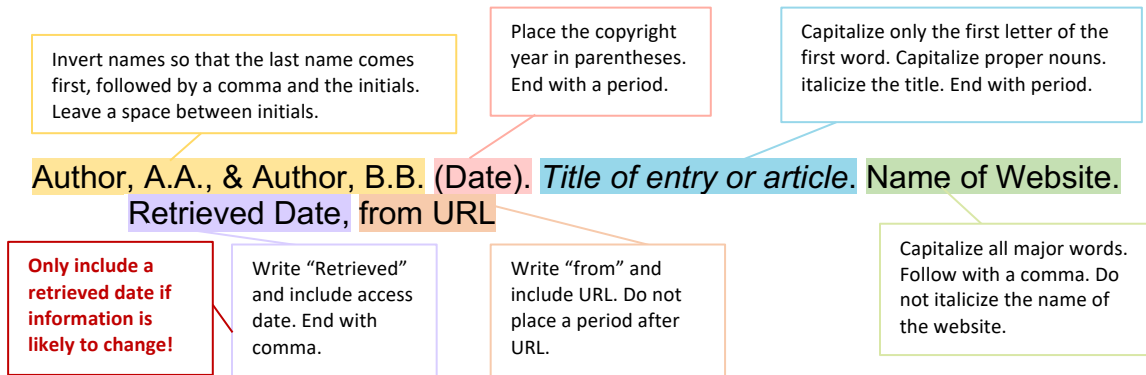 Invert names so that the last name comes
first, followed by a comma and the initials.
Leave a space between initials.
Place the copyright
year in parentheses.
End with a period.
Capitalize only the first letter of the
first word. Capitalize proper nouns.
italicize the title. End with period.
Author, A.A., & Author, B.B. (Date). Title of entry or article. Name of Website.
Retrieved Date, from URL
Only include a
retrieved date if
information is
likely to change!
Write “Retrieved”
and include access
date. End with
comma.
Write “from” and
include URL. Do not
place a period after
URL.
Capitalize all major words.
Follow with a comma. Do
not italicize the name of
the website.